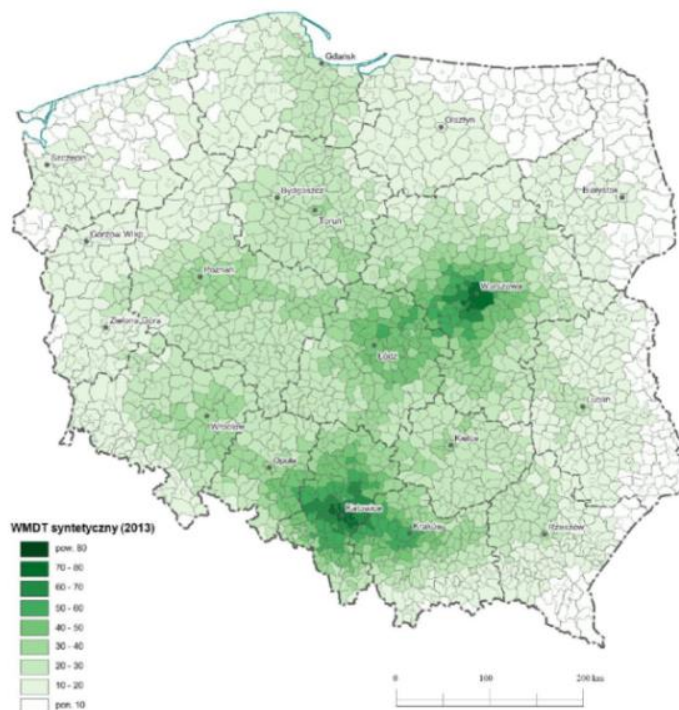 Gdańsk
Olsztyn
Szczecin
Białystok
Bydgoszcz
Toruń
Gorzów Wlkp
Poznań
Warszawa
Zielona Góra
Łódź
Lublin
Wrocław
Kielce
Opole
Katowice
Kraków
Rzeszów
WMDT syntetyczny (2013)
pow. 80
70 - 80
60 - 70
50 - 60
40 - 50
30 - 40
20 - 30
10 - 20
pon. 10
0 100 200 km